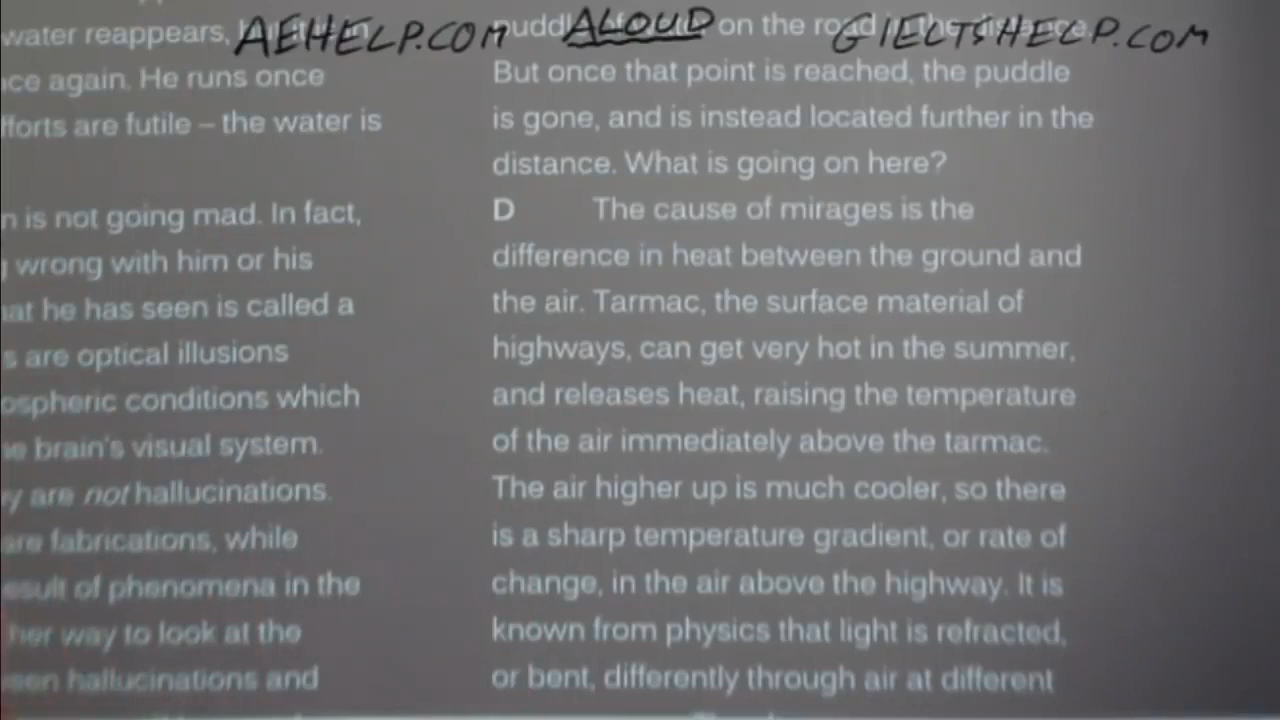 AEHELP.COM ALOUD GIELTSHELP.COM
water reappears,
ce again. He runs once
fforts are futile – the water is
n is not going mad. In fact,
wrong with him or his
at he has seen is called a
s are optical illusions
ospheric conditions which
e brain's visual system.
y are not hallucinations.
are fabrications, while
esult of phenomena in the
her way to look at the
een hallucinations and
on the road in the distance.
But once that point is reached, the puddle
is gone, and is instead located further in the
distance. What is going on here?
D The cause of mirages is the
difference in heat between the ground and
the air. Tarmac, the surface material of
highways, can get very hot in the summer,
and releases heat, raising the temperature
of the air immediately above the tarmac.
The air higher up is much cooler, so there
is a sharp temperature gradient, or rate of
change, in the air above the highway. It is
known from physics that light is refracted,
or bent, differently through air at different